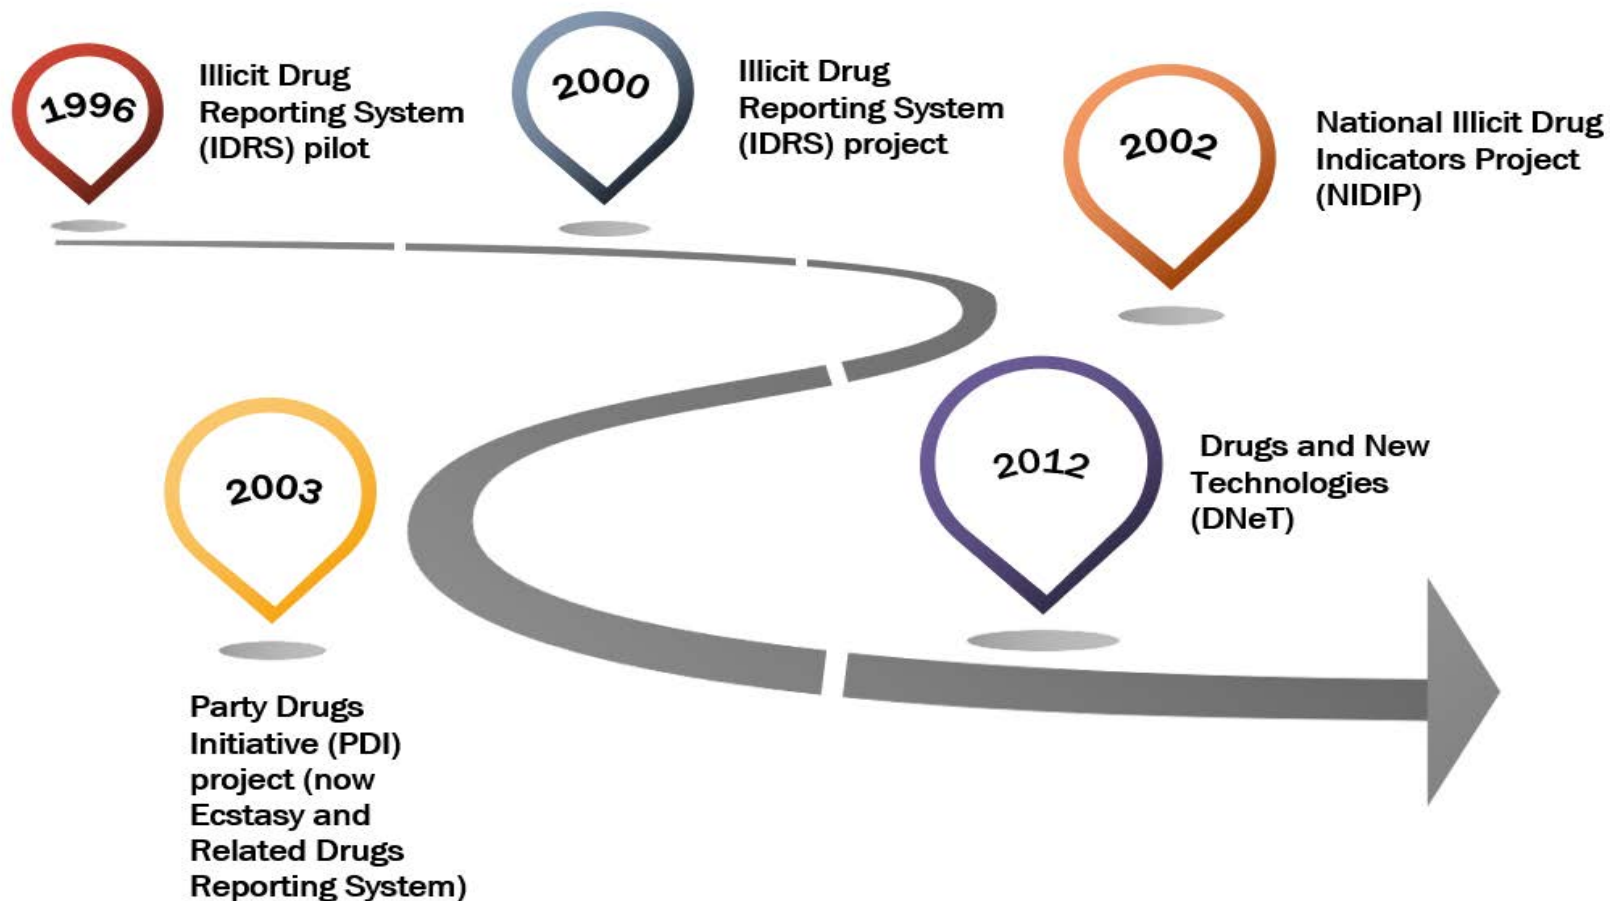 1996
Illicit Drug
Reporting System
(IDRS) pilot
2000
Illicit Drug
Reporting System
(IDRS) project
2002
National Illicit Drug
Indicators Project
(NIDIP)
2003
Party Drugs
Initiative (PDI)
project (now
Ecstasy and
Related Drugs
Reporting System)
2012
Drugs and New
Technologies
(DNeT)